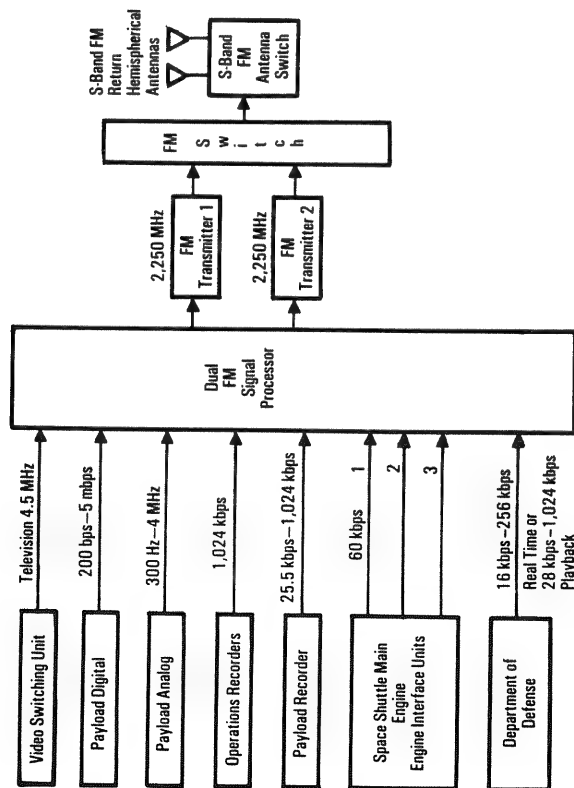 Video Switching Unit
Television 4.5 MHz
Payload Digital
200 bps–5 mbps
Payload Analog
300 Hz–4 MHz
Operations Recorders
1,024 kbps
Payload Recorder
25.5 kbps–1,024 kbps
Space Shuttle Main
Engine
Engine Interface Units
60 kbps
1
2
3
Department of
Defense
16 kbps–256 kbps
Real Time or
28 kbps–1,024 kbps
Playback
Dual
FM
Signal
Processor
2,250 MHz
FM
Transmitter 1
2,250 MHz
FM
Transmitter 2
FM
S
w
i
t
c
h
S-Band FM
Return
Hemispherical
Antennas
S-Band
FM
Antenna
Switch